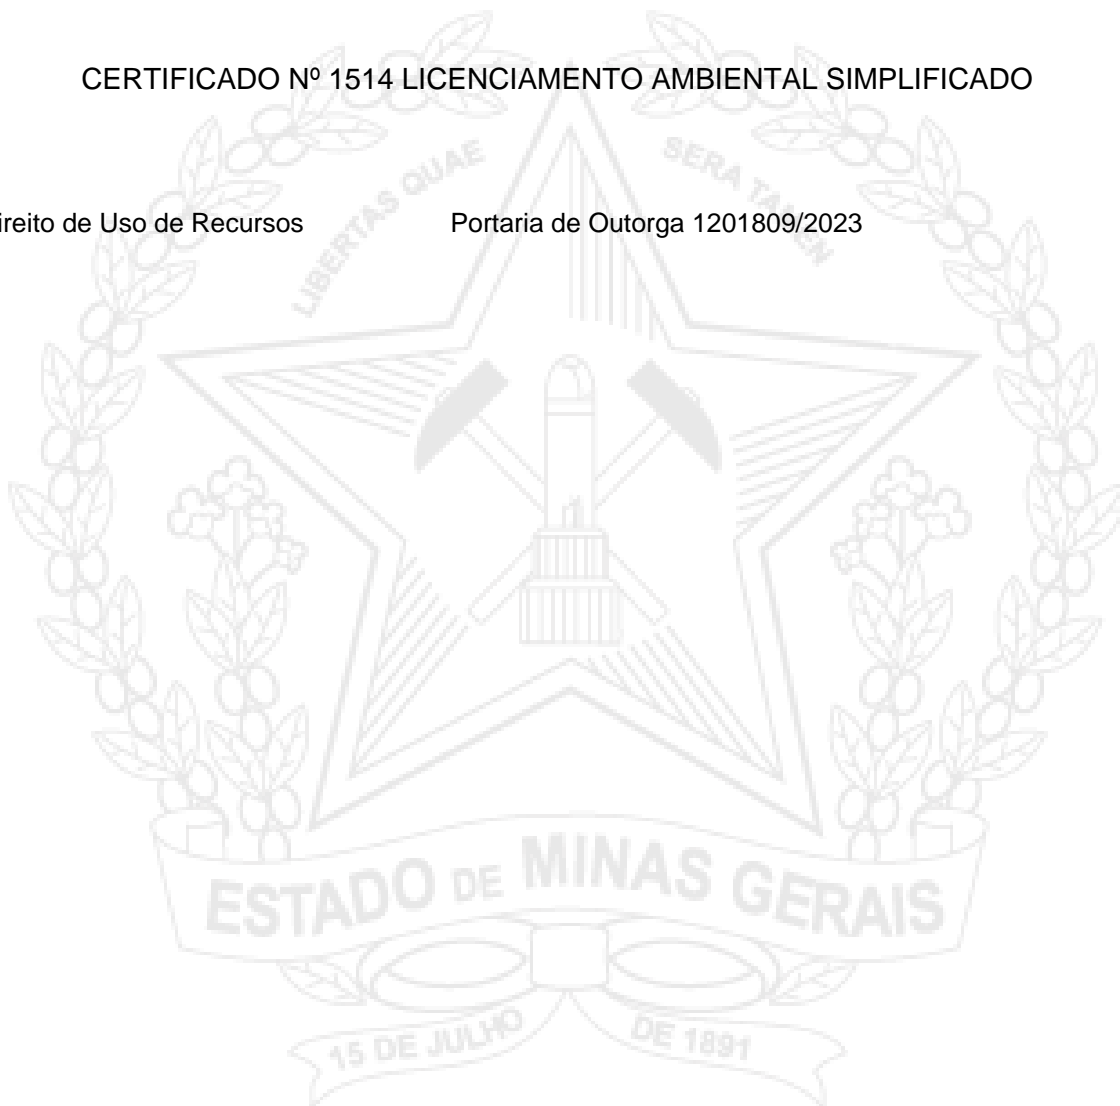 CERTIFICADO Nº 1514 LICENCIAMENTO AMBIENTAL SIMPLIFICADO
LIBERTAS QUAE SERA TAMEN
ireito de Uso de Recursos Portaria de Outorga 1201809/2023
ESTADO DE MINAS GERAIS
15 DE JULHO DE 1891